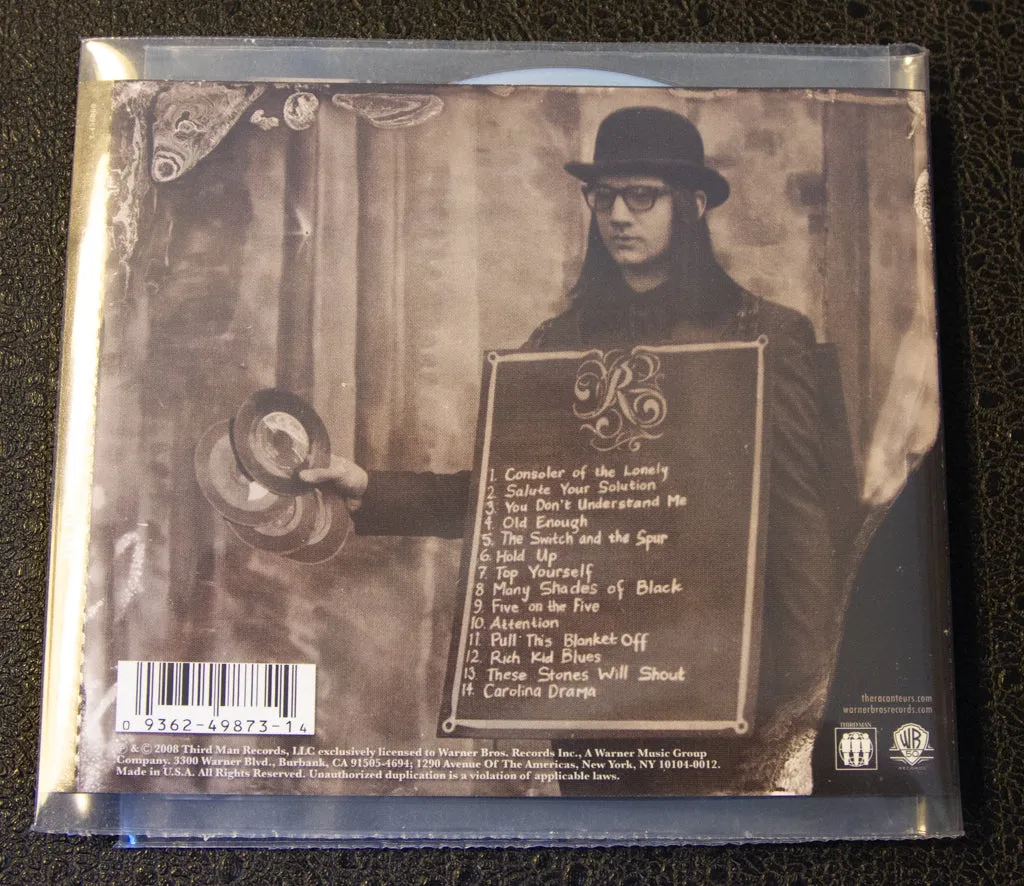 R
1. Consoler of the Lonely
2. Salute Your Solution
3. You Don't Understand Me
4. Old Enough
5. The Switch and the Spur
6. Hold Up
7. Top Yourself
8 Many Shades of Black
9. Five on the Five
10. Attention
11. Pull This Blanket Off
12. Rich Kid Blues
13. These Stones Will Shout
14. Carolina Drama
theraconteurs.com
warnerbrosrecords.com
0 9362-49873-1 4
THIRD MAN
WB
50
RECORDS
℗ & © 2008 Third Man Records, LLC exclusively licensed to Warner Bros. Records Inc., A Warner Music Group
Company. 3300 Warner Blvd., Burbank, CA 91505-4694; 1290 Avenue Of The Americas, New York, NY 10104-0012.
Made in U.S.A. All Rights Reserved. Unauthorized duplication is a violation of applicable laws.